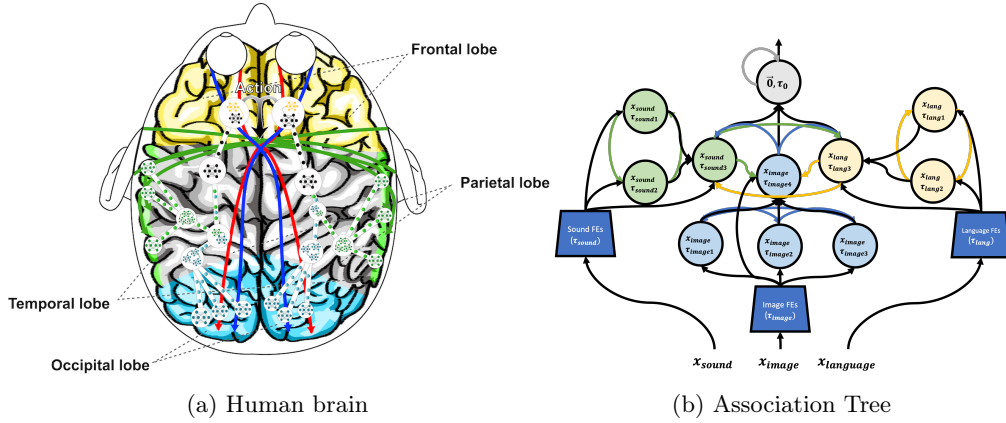 Frontal lobe
Action
Parietal lobe
Temporal lobe
Occipital lobe
(a) Human brain
0⃗, τ₀
x_sound
τ_sound1
x_sound
τ_sound2
x_sound
τ_sound3
x_image
τ_image4
x_lang
τ_lang3
x_lang
τ_lang1
x_lang
τ_lang2
Sound FEs
(τ_sound)
x_image
τ_image1
x_image
τ_image2
x_image
τ_image3
Language FEs
(τ_lang)
Image FEs
(τ_image)
x_sound x_image x_language
(b) Association Tree